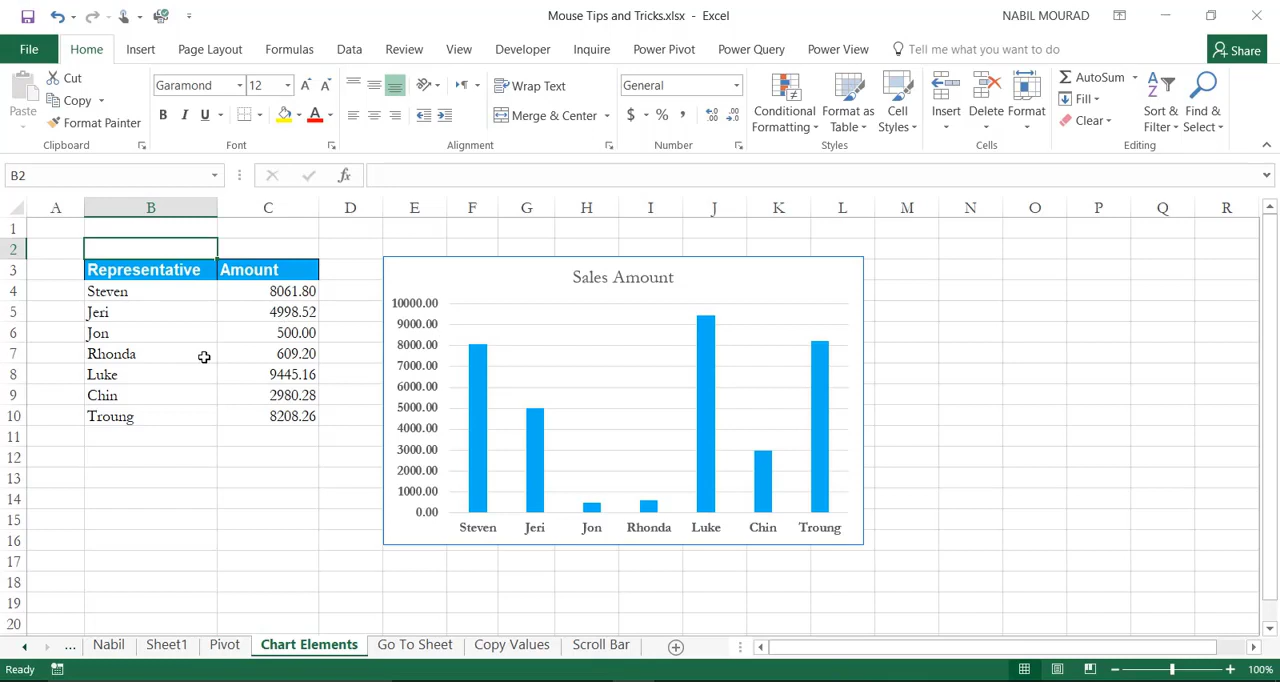 Mouse Tips and Tricks.xlsx - Excel
NABIL MOURAD
File Home Insert Page Layout Formulas Data Review View Developer Inquire Power Pivot Power Query Power View Tell me what you want to do Share
Paste
Cut
Copy
Format Painter
Clipboard
Garamond 12
B I U
Font
Wrap Text
Merge & Center
Alignment
General
$ % ,
Number
Conditional Formatting
Format as Table
Cell Styles
Styles
Insert
Delete
Format
Cells
AutoSum
Fill
Clear
Sort & Filter
Find & Select
Editing
B2
fx
A B C D E F G H I J K L M N O P Q R
1
2
3 Representative Amount
4 Steven 8061.80
5 Jeri 4998.52
6 Jon 500.00
7 Rhonda 609.20
8 Luke 9445.16
9 Chin 2980.28
10 Troung 8208.26
11
12
13
14
15
16
17
18
19
20
Sales Amount
10000.00
9000.00
8000.00
7000.00
6000.00
5000.00
4000.00
3000.00
2000.00
1000.00
0.00
Steven Jeri Jon Rhonda Luke Chin Troung
... Nabil Sheet1 Pivot Chart Elements Go To Sheet Copy Values Scroll Bar
Ready
100%